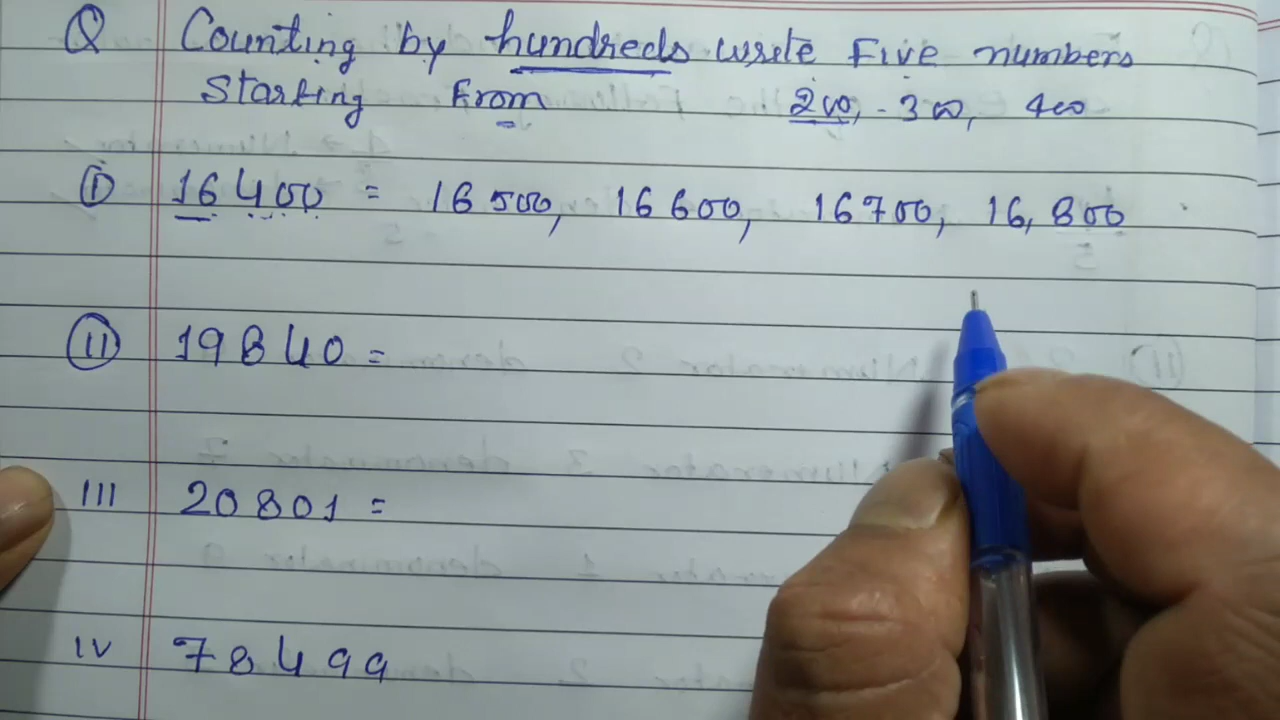 Q Counting by hundreds write Five numbers
Starting From 200, - 300, 400
(i) 16400 = 16500, 16600, 16700, 16,800
(II) 19840 =
III 20801 =
IV 78499